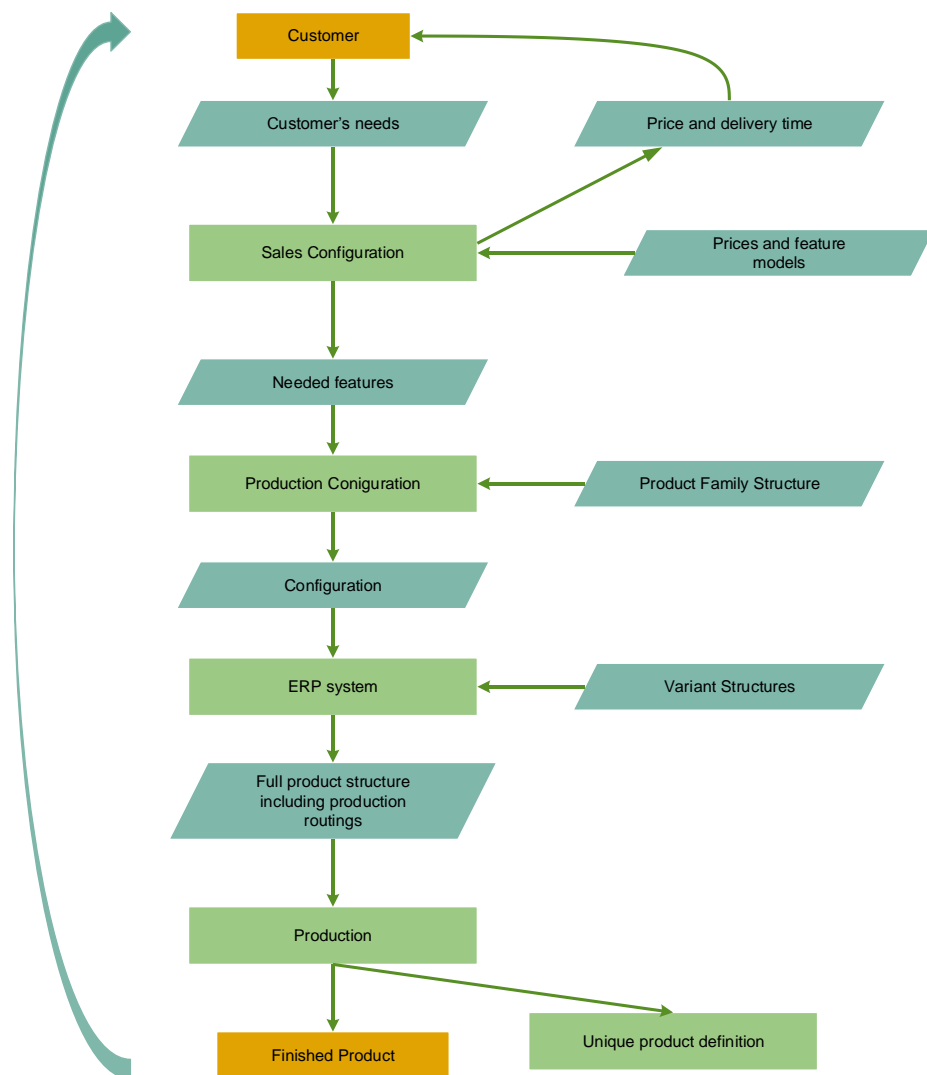 Customer
Customer’s needs
Price and delivery time
Sales Configuration
Prices and feature
models
Needed features
Production Coniguration
Product Family Structure
Configuration
ERP system
Variant Structures
Full product structure
including production
routings
Production
Finished Product
Unique product definition